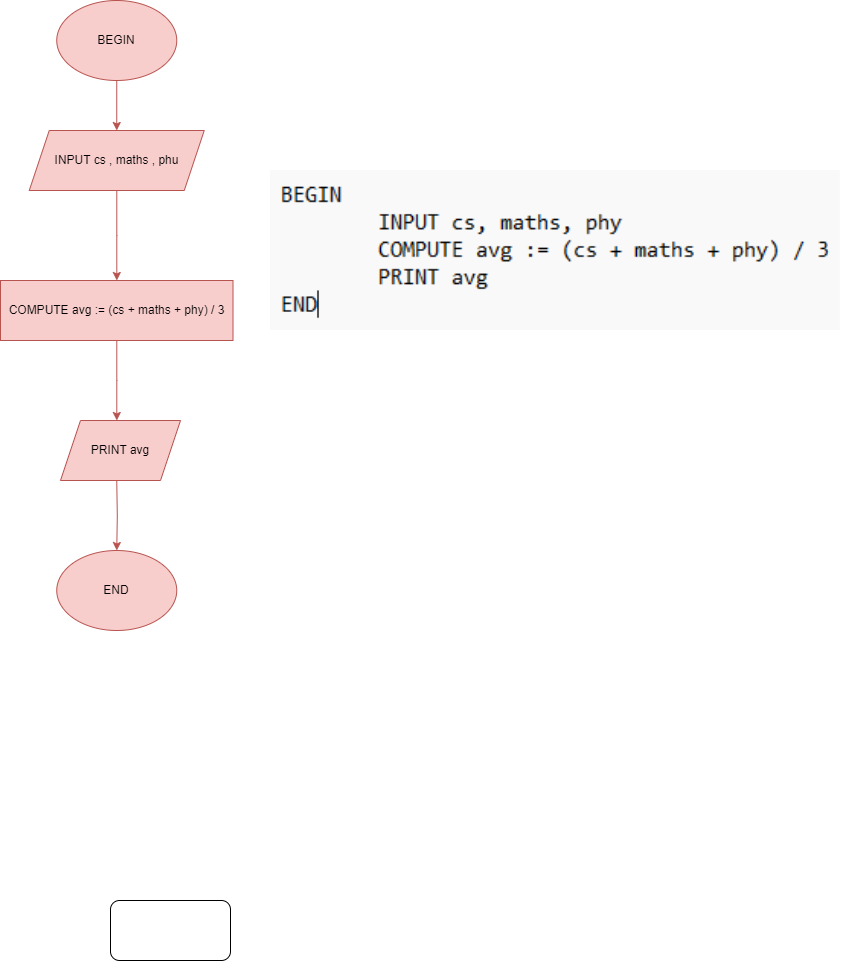 BEGIN
INPUT cs , maths , phu
COMPUTE avg := (cs + maths + phy) / 3
PRINT avg
END
BEGIN
INPUT cs, maths, phy
COMPUTE avg := (cs + maths + phy) / 3
PRINT avg
END